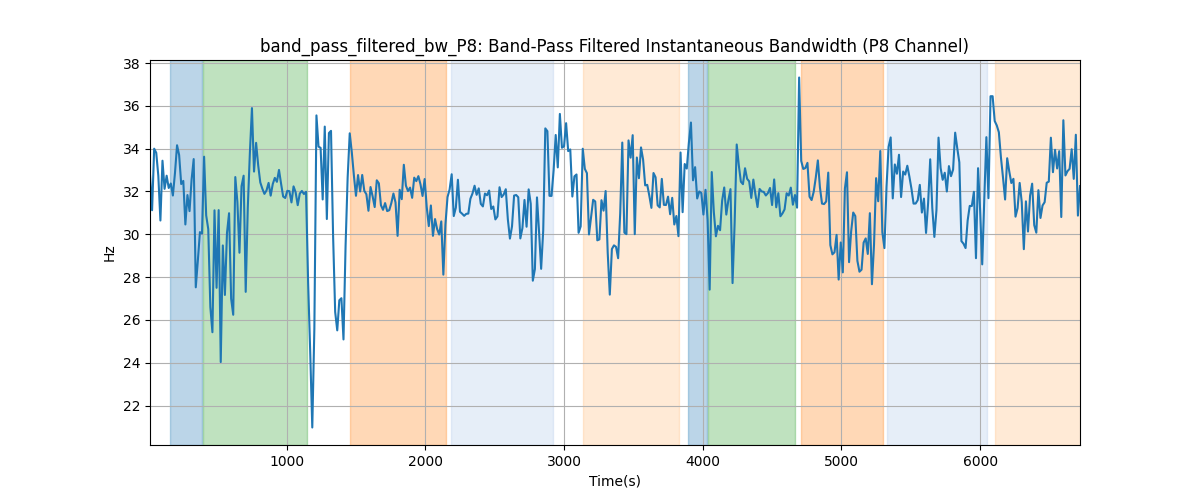 band_pass_filtered_bw_P8: Band-Pass Filtered Instantaneous Bandwidth (P8 Channel)
38
36
34
32
30
28
26
24
22
Hz
1000 2000 3000 4000 5000 6000
Time(s)